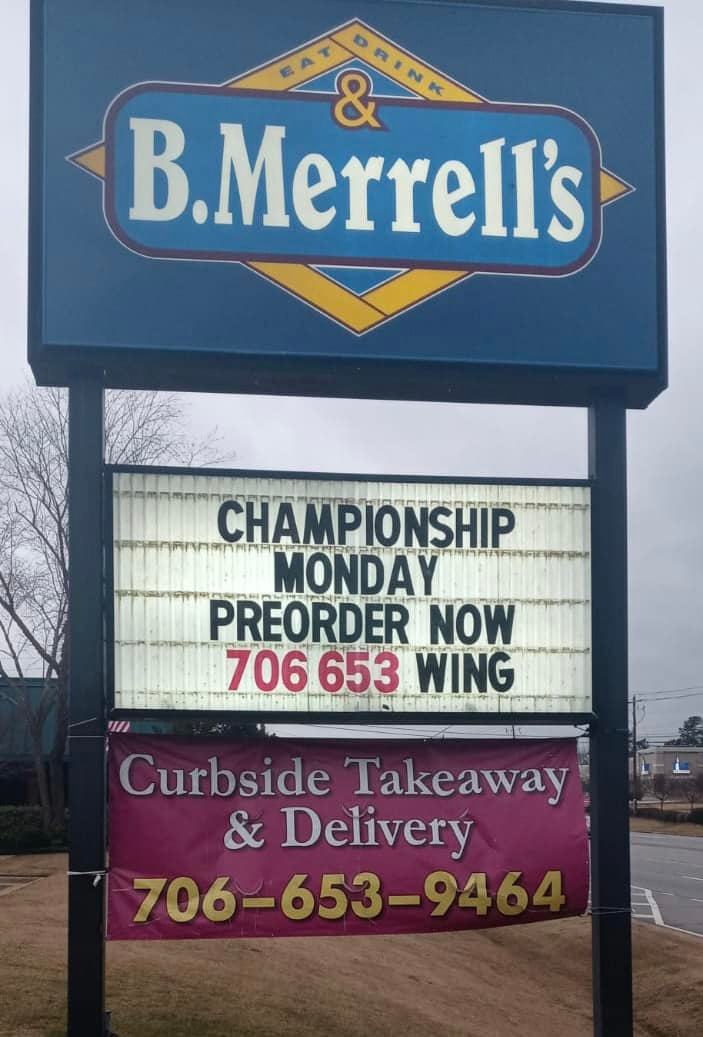 EAT DRINK
&
B.Merrell's
CHAMPIONSHIP
MONDAY
PREORDER NOW
706 653 WING
Curbside Takeaway
& Delivery
706-653-9464